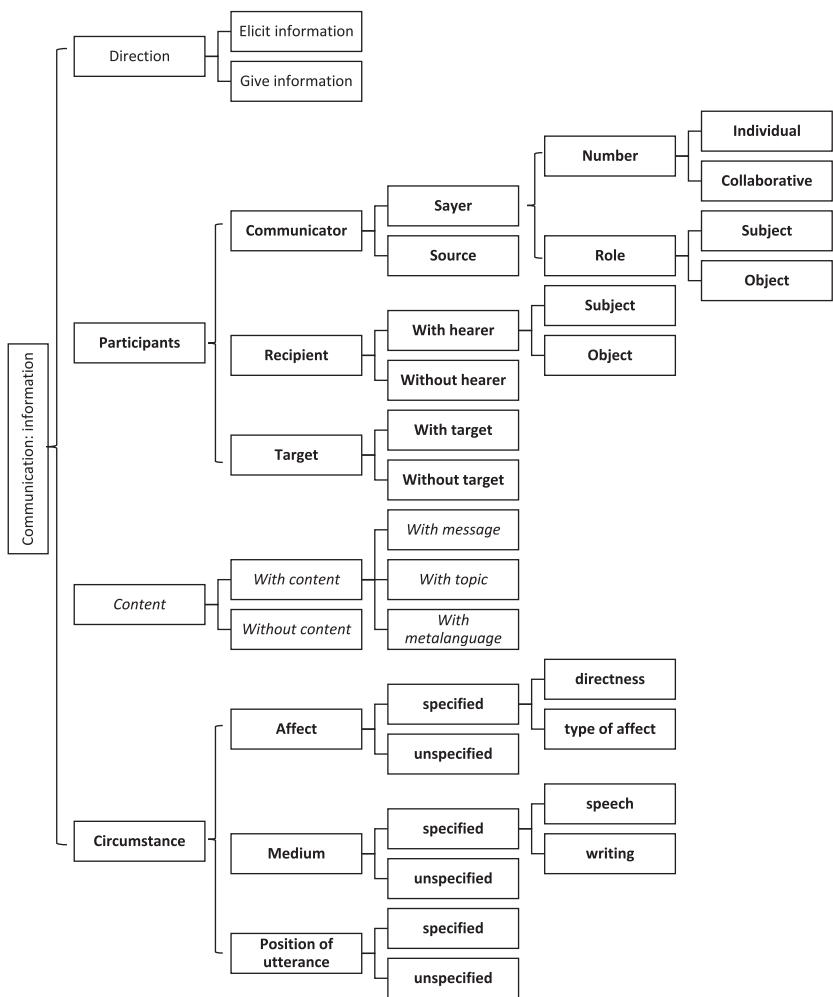 Communication: information
Direction
Elicit information
Give information
Participants
Communicator
Sayer
Number
Individual
Collaborative
Role
Subject
Object
Source
Recipient
With hearer
Subject
Object
Without hearer
Target
With target
Without target
Content
With content
With message
With topic
With
metalanguage
Without content
Circumstance
Affect
specified
directness
type of affect
unspecified
Medium
specified
speech
writing
unspecified
Position of
utterance
specified
unspecified